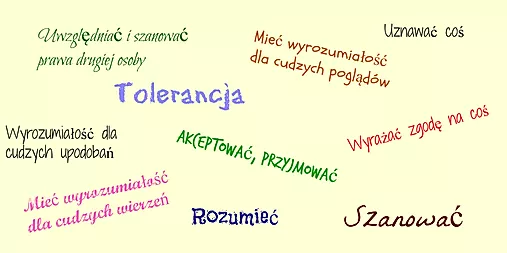 Uwzględniać i szanować
prawa drugiej osoby
Mieć wyrozumiałość
dla cudzych poglądów
Uznawać coś
Tolerancja
Wyrozumiałość dla
cudzych upodobań
AKCEPTOWAĆ, PRZYJMOWAĆ
Wyrażać zgodę na coś
Mieć wyrozumiałość
dla cudzych wierzeń
Rozumieć
Szanować